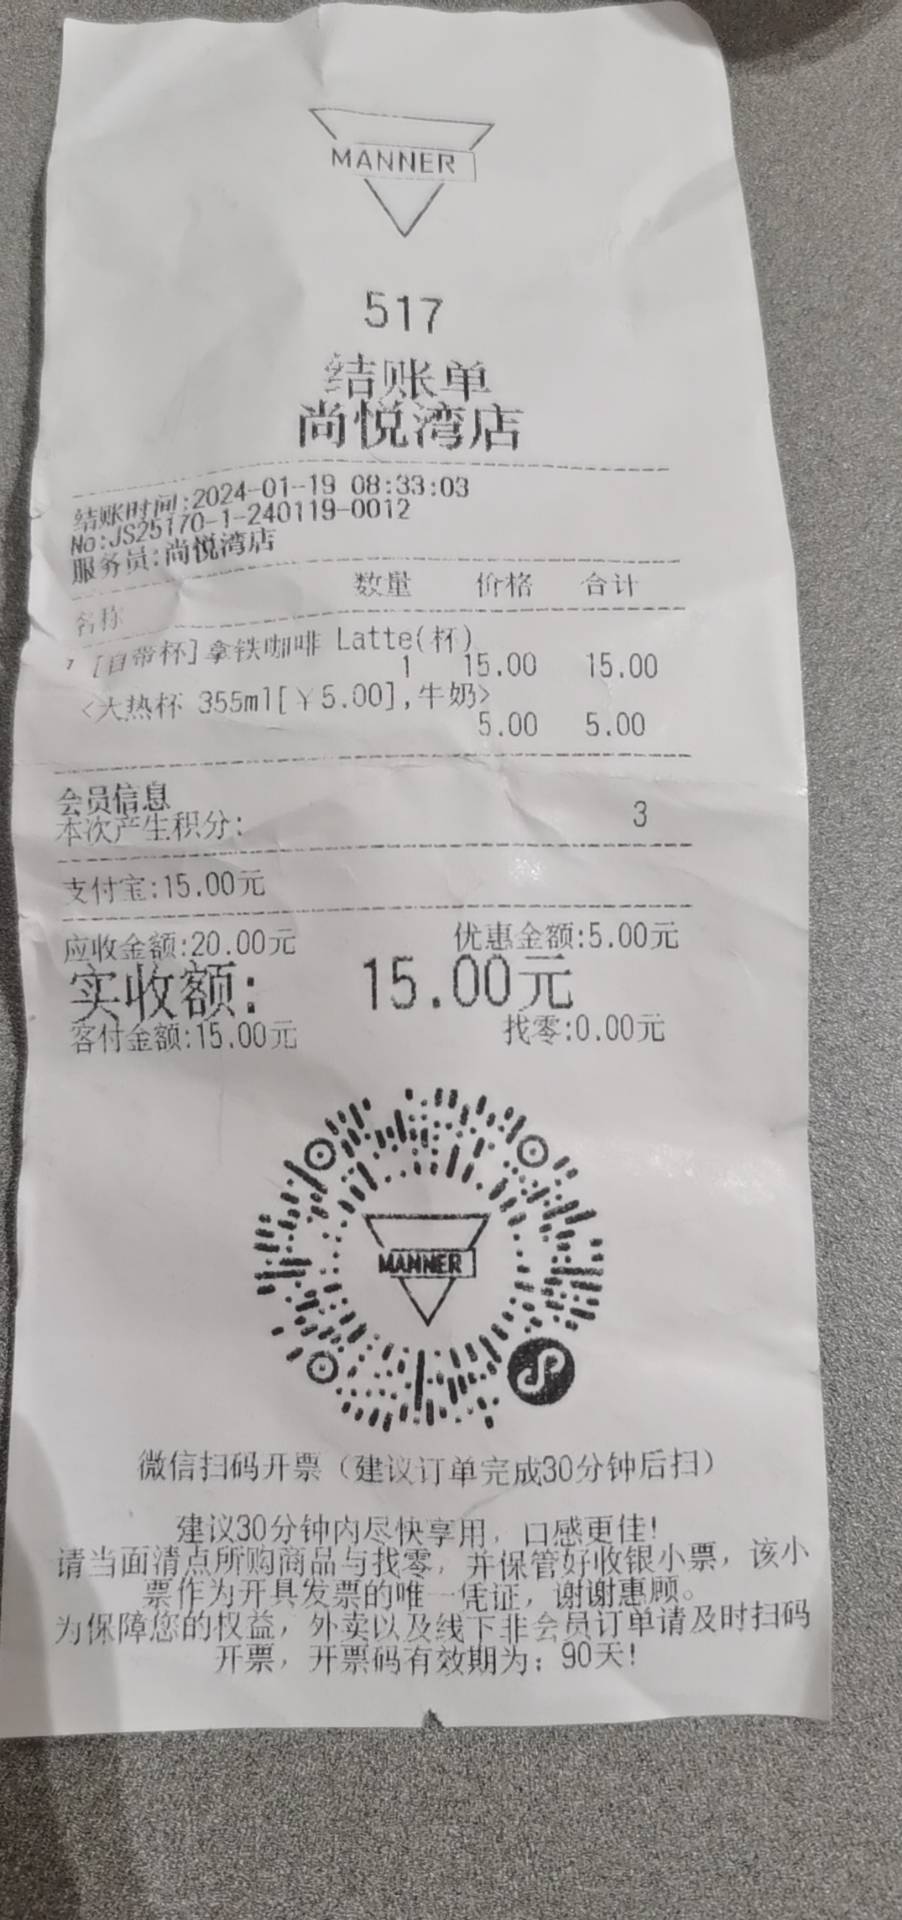 MANNER
517
结账单
尚悦湾店
结账时间:2024-01-19 08:33:03
No:JS25170-1-240119-0012
服务员:尚悦湾店
名称 数量 价格 合计
1 [自带杯]拿铁咖啡 Latte(杯)
1 15.00 15.00
<大热杯 355ml[￥5.00],牛奶>
5.00 5.00
会员信息
本次产生积分: 3
支付宝:15.00元
应收金额:20.00元 优惠金额:5.00元
实收额: 15.00元
客付金额:15.00元 找零:0.00元
MANNER
微信扫码开票（建议订单完成30分钟后扫）
建议30分钟内尽快享用，口感更佳!
请当面清点所购商品与找零，并保管好收银小票，该小
票作为开具发票的唯一凭证，谢谢惠顾。
为保障您的权益，外卖以及线下非会员订单请及时扫码
开票，开票码有效期为：90天!